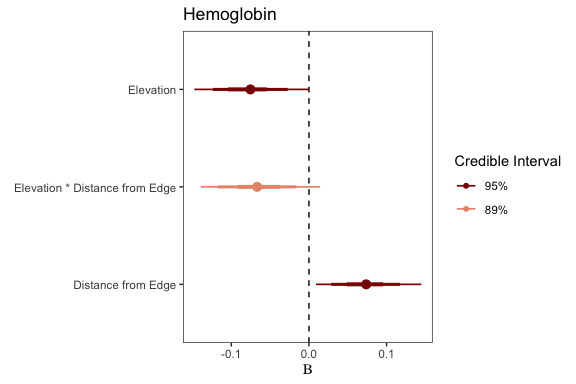 Hemoglobin
Elevation
Elevation * Distance from Edge
Distance from Edge
-0.1
0.0
0.1
B
Credible Interval
95%
89%